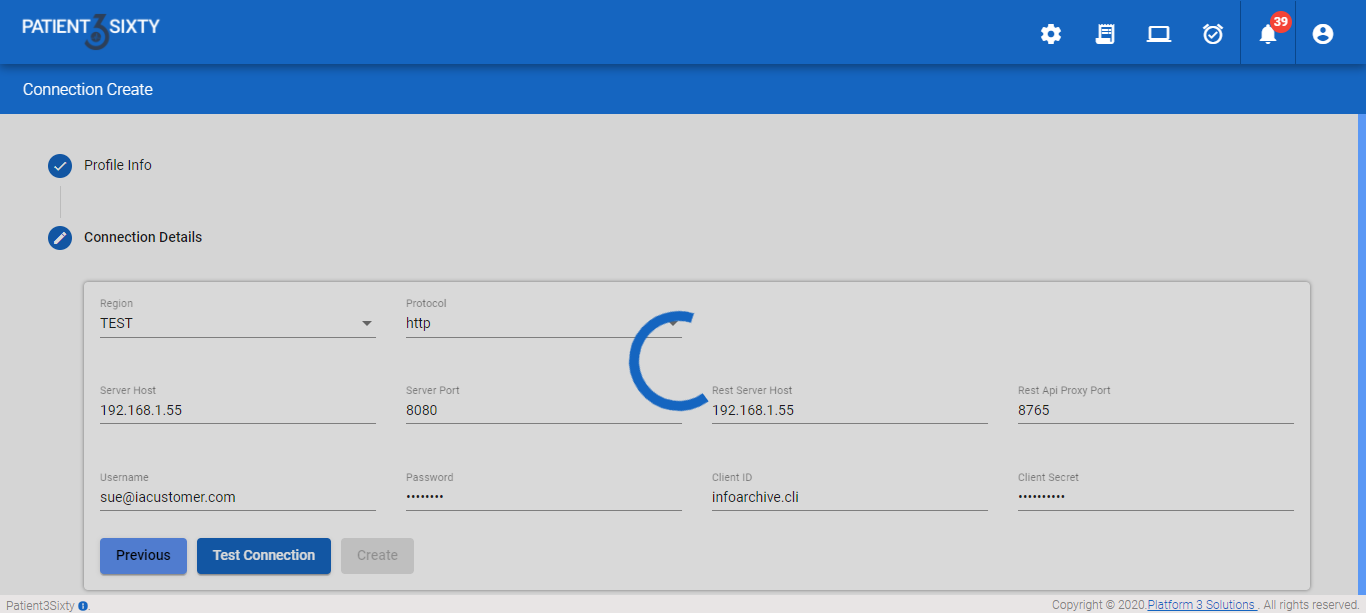 PATIENT3SIXTY
39
Connection Create
Profile Info
Connection Details
Region Protocol
TEST http
Server Host Server Port Rest Server Host Rest Api Proxy Port
192.168.1.55 8080 192.168.1.55 8765
Username Password Client ID Client Secret
sue@iacustomer.com •••••••• infoarchive.cli ••••••••••
Previous Test Connection Create
Patient3Sixty Copyright © 2020 Platform 3 Solutions . All rights reserved.